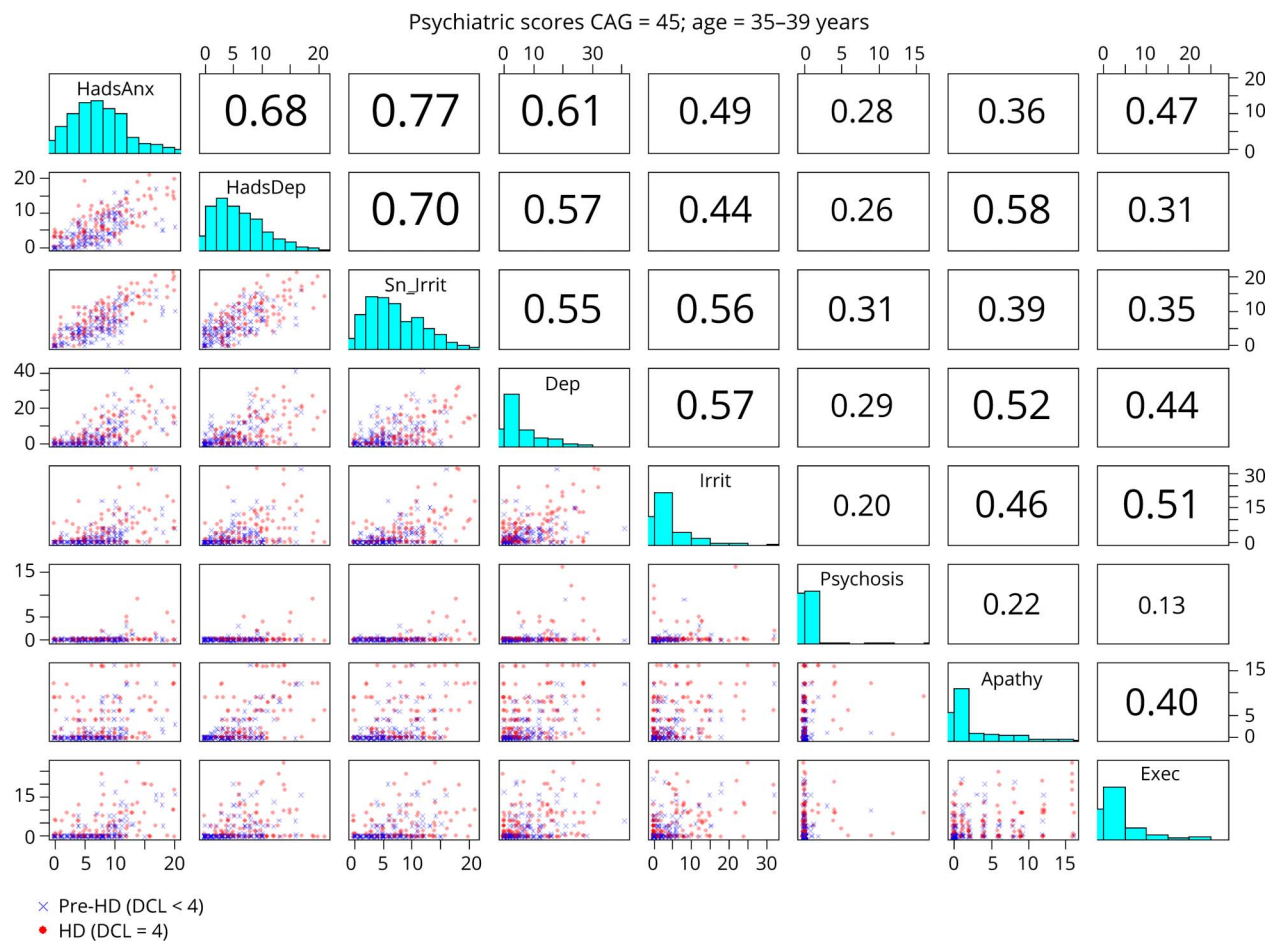 Psychiatric scores CAG = 45; age = 35–39 years
0 5 10 20 0 10 30 0 5 10 15 0 10 20
HadsAnx 0.68 0.77 0.61 0.49 0.28 0.36 0.47 20 10 0
20 10 0 HadsDep 0.70 0.57 0.44 0.26 0.58 0.31
Sn_Irrit 0.55 0.56 0.31 0.39 0.35 20 10 0
40 20 0 Dep 0.57 0.29 0.52 0.44
Irrit 0.20 0.46 0.51 30 15 0
15 5 0 Psychosis 0.22 0.13
Apathy 0.40 15 5 0
15 0 Exec
0 5 10 20 0 5 10 20 0 10 20 30 0 5 10 15
Pre-HD (DCL < 4)
HD (DCL = 4)